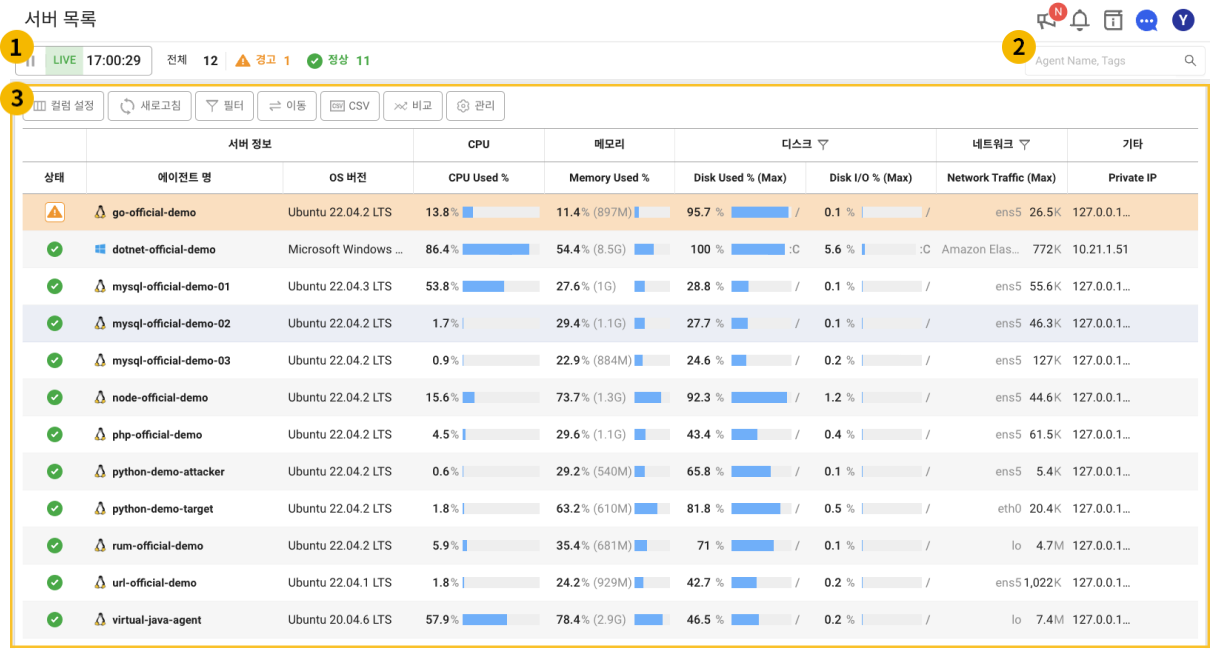 서버 목록
N
Y
1
LIVE 17:00:29 전체 12 경고 1 정상 11
2
Agent Name, Tags
3
컬럼 설정 새로고침 필터 이동 CSV CSV 비교 관리
서버 정보 CPU 메모리 디스크 네트워크 기타
상태 에이전트 명 OS 버전 CPU Used % Memory Used % Disk Used % (Max) Disk I/O % (Max) Network Traffic (Max) Private IP
go-official-demo Ubuntu 22.04.2 LTS 13.8% 11.4% (897M) 95.7 % / 0.1 % / ens5 26.5K 127.0.0.1...
dotnet-official-demo Microsoft Windows ... 86.4% 54.4% (8.5G) 100 % :C 5.6 % :C Amazon Elas... 772K 10.21.1.51
mysql-official-demo-01 Ubuntu 22.04.3 LTS 53.8% 27.6% (1G) 28.8 % / 0.1 % / ens5 55.6K 127.0.0.1...
mysql-official-demo-02 Ubuntu 22.04.2 LTS 1.7% 29.4% (1.1G) 27.7 % / 0.1 % / ens5 46.3K 127.0.0.1...
mysql-official-demo-03 Ubuntu 22.04.2 LTS 0.9% 22.9% (884M) 24.6 % / 0.2 % / ens5 127K 127.0.0.1...
node-official-demo Ubuntu 22.04.2 LTS 15.6% 73.7% (1.3G) 92.3 % / 1.2 % / ens5 44.6K 127.0.0.1...
php-official-demo Ubuntu 22.04.2 LTS 4.5% 29.6% (1.1G) 43.4 % / 0.4 % / ens5 61.5K 127.0.0.1...
python-demo-attacker Ubuntu 22.04.2 LTS 0.6% 29.2% (540M) 65.8 % / 0.1 % / ens5 5.4K 127.0.0.1...
python-demo-target Ubuntu 22.04.2 LTS 1.8% 63.2% (610M) 81.8 % / 0.5 % / eth0 20.4K 127.0.0.1...
rum-official-demo Ubuntu 22.04.2 LTS 5.9% 35.4% (681M) 71 % / 0.1 % / lo 4.7M 127.0.0.1...
url-official-demo Ubuntu 22.04.1 LTS 1.8% 24.2% (929M) 42.7 % / 0.2 % / ens5 1,022K 127.0.0.1...
virtual-java-agent Ubuntu 20.04.6 LTS 57.9% 78.4% (2.9G) 46.5 % / 0.2 % / lo 7.4M 127.0.0.1...